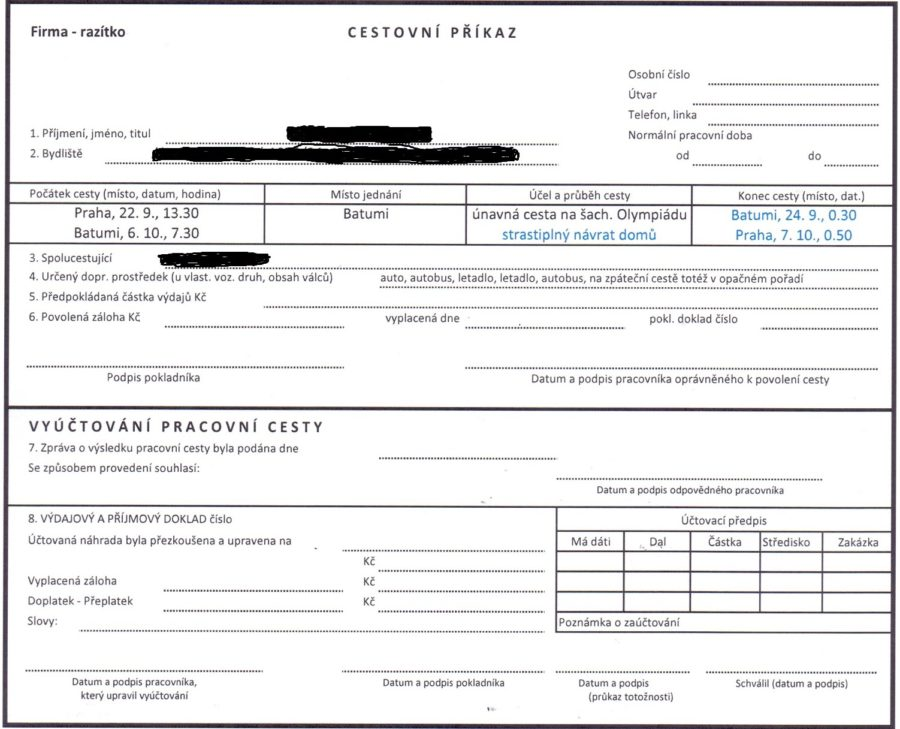 Firma - razítko
CESTOVNÍ PŘÍKAZ
Osobní číslo
Útvar
Telefon, linka
1. Příjmení, jméno, titul
Normální pracovní doba
2. Bydliště
od do
Počátek cesty (místo, datum, hodina) Místo jednání Účel a průběh cesty Konec cesty (místo, dat.)
Praha, 22. 9., 13.30 Batumi únavná cesta na šach. Olympiádu Batumi, 24. 9., 0.30
Batumi, 6. 10., 7.30 strastiplný návrat domů Praha, 7. 10., 0.50
3. Spolucestující
4. Určený dopr. prostředek (u vlast. voz. druh, obsah válců) auto, autobus, letadlo, letadlo, autobus, na zpáteční cestě totéž v opačném pořadí
5. Předpokládaná částka výdajů Kč
6. Povolená záloha Kč vyplacená dne pokl. doklad číslo
Podpis pokladníka Datum a podpis pracovníka oprávněného k povolení cesty
VYÚČTOVÁNÍ PRACOVNÍ CESTY
7. Zpráva o výsledku pracovní cesty byla podána dne
Se způsobem provedení souhlasí:
Datum a podpis odpovědného pracovníka
8. VÝDAJOVÝ A PŘÍJMOVÝ DOKLAD číslo
Účtovací předpis
Účtovaná náhrada byla přezkoušena a upravena na
Má dáti Dal Částka Středisko Zakázka
Kč
Vyplacená záloha Kč
Doplatek - Přeplatek Kč
Slovy:
Poznámka o zaúčtování
Datum a podpis pracovníka,
který upravil vyúčtování
Datum a podpis pokladníka
Datum a podpis
(průkaz totožnosti)
Schválil (datum a podpis)